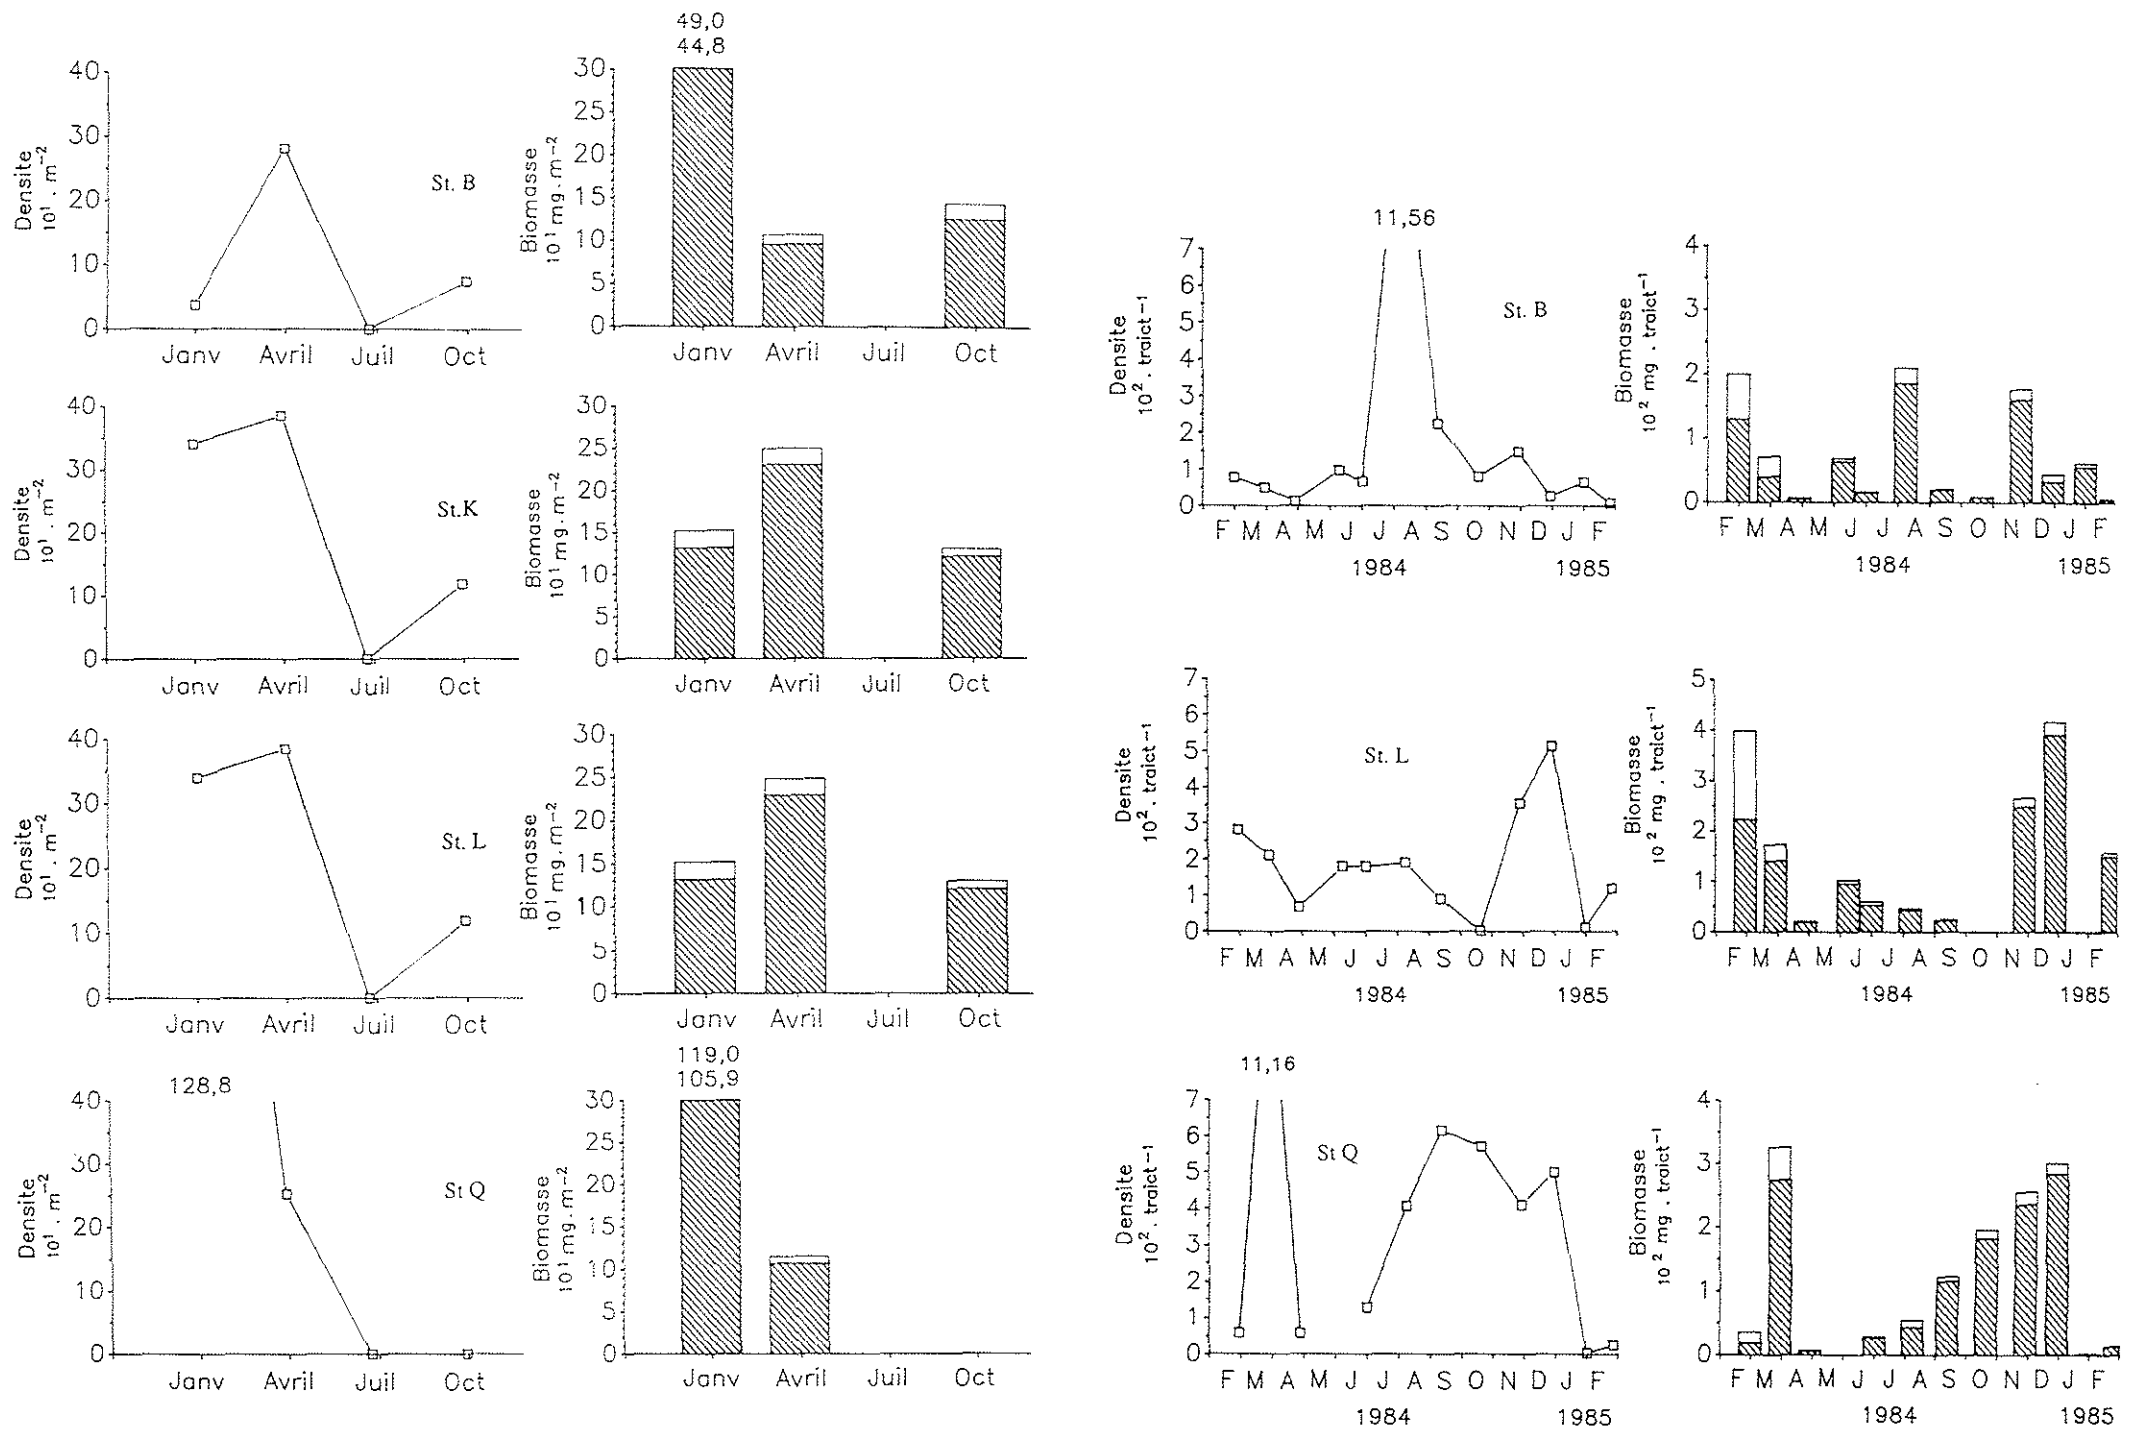 49,0
44,8
40
30
20
10
0
Densite
10¹ . m⁻²
St. B
Janv Avril Juil Oct
30
25
20
15
10
5
0
Biomasse
10¹ mg.m⁻²
Janv Avril Juil Oct
11,56
7
6
5
4
3
2
1
0
Densite
10² . traict⁻¹
St. B
F M A M J J A S O N D J F
1984 1985
4
3
2
1
0
Biomasse
10² mg . traict⁻¹
F M A M J J A S O N D J F
1984 1985
40
30
20
10
0
Densite
10¹ . m⁻²
St.K
Janv Avril Juil Oct
30
25
20
15
10
5
0
Biomasse
10¹ mg.m⁻²
Janv Avril Juil Oct
40
30
20
10
0
Densite
10¹ . m⁻²
St. L
Janv Avril Juil Oct
30
25
20
15
10
5
0
Biomasse
10¹ mg.m⁻²
Janv Avril Juil Oct
7
6
5
4
3
2
1
0
Densite
10² . traict⁻¹
St. L
F M A M J J A S O N D J F
1984 1985
5
4
3
2
1
0
Biomasse
10² mg . traict⁻¹
F M A M J J A S O N D J F
1984 1985
128,8
40
30
20
10
0
Densite
10¹ . m⁻²
St Q
Janv Avril Juil Oct
119,0
105,9
30
25
20
15
10
5
0
Biomasse
10¹ mg.m⁻²
Janv Avril Juil Oct
11,16
7
6
5
4
3
2
1
0
Densite
10² . traict⁻¹
St Q
F M A M J J A S O N D J F
1984 1985
4
3
2
1
0
Biomasse
10² mg . traict⁻¹
F M A M J J A S O N D J F
1984 1985